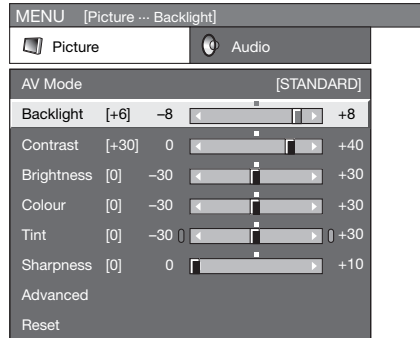 MENU [Picture ··· Backlight]
Picture Audio
AV Mode [STANDARD]
Backlight [+6] –8 +8
Contrast [+30] 0 +40
Brightness [0] –30 +30
Colour [0] –30 +30
Tint [0] –30 +30
Sharpness [0] 0 +10
Advanced
Reset